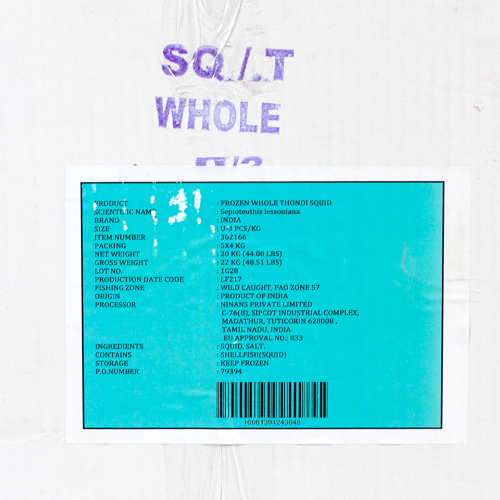 SQ/LT
WHOLE
PRODUCT : FROZEN WHOLE THONDI SQUID
SCIENTIFIC NAME : Sepioteuthis lessoniana
BRAND : INDIA
SIZE : U-3 PCS/KG
ITEM NUMBER : 362166
PACKING : 5X4 KG
NET WEIGHT : 20 KG (44.08 LBS)
GROSS WEIGHT : 22 KG (48.51 LBS)
LOT NO. : 1G28
PRODUCTION DATE CODE : LF217
FISHING ZONE : WILD CAUGHT, FAO ZONE 57
ORIGIN : PRODUCT OF INDIA
PROCESSOR : NINANS PRIVATE LIMITED
C-76(B), SIPCOT INDUSTRIAL COMPLEX,
MADATHUR, TUTICORIN 628008 ,
TAMIL NADU, INDIA
EU APPROVAL NO.: 833
INGREDIENTS : SQUID, SALT.
CONTAINS : SHELLFISH(SQUID)
STORAGE : KEEP FROZEN
P.O.NUMBER : 79394
10061391243848